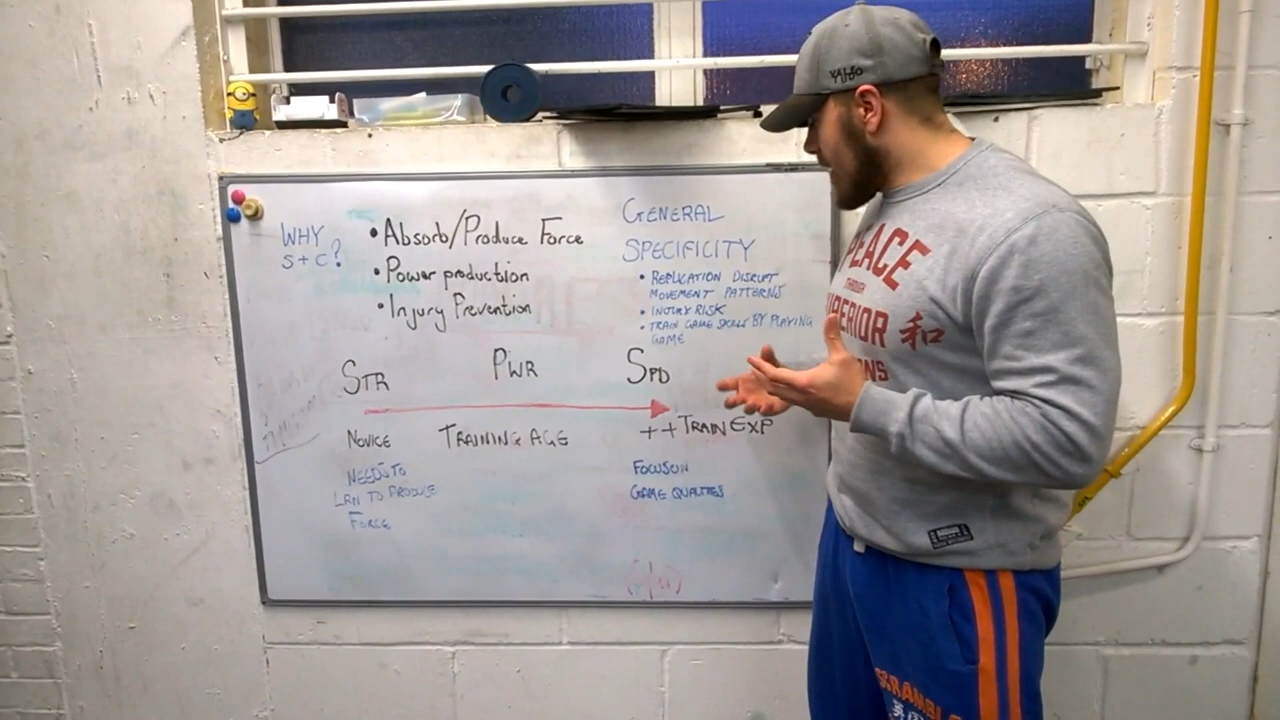 WHY
S+C?
• Absorb/Produce Force
• Power production
• Injury Prevention
GENERAL
SPECIFICITY
• REPLICATION DISRUPT
MOVEMENT PATTERNS
• INJURY RISK
• TRAIN GAME SKILLS BY PLAYING
GAME
STR PWR SPD
NOVICE TRAINING AGE ++TRAIN EXP
NEEDS TO
LRN TO PRODUCE
FORCE
FOCUS ON
GAME QUALITIES
PEACE
THROUGH
SUPERIOR 和
SCRAMBLE